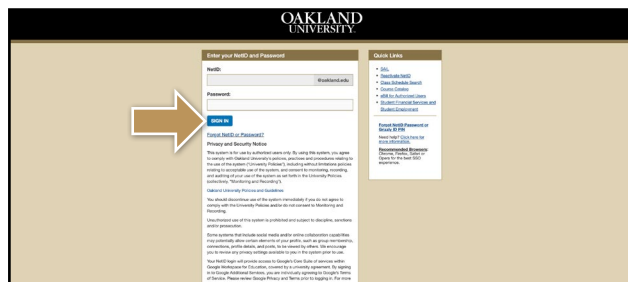 OAKLAND
UNIVERSITY.
Enter your NetID and Password
NetID:
@oakland.edu
Password:
SIGN IN
Forgot NetID or Password?
Privacy and Security Notice
This system is for use by authorized users only. By using this system, you agree
to comply with Oakland University policies, practices and procedures relating to
the use of the system ("University Policies"), including without limitations policies
relating to acceptable use of the system, and consent to monitoring, recording,
and auditing of your use of the system as set forth in the University Policies
(collectively, "Monitoring and Recording").
Oakland University Policies and Guidelines
You should discontinue use of the system immediately if you do not agree to
comply with the University Policies and/or do not consent to Monitoring and
Recording.
Unauthorized use of this system is prohibited and subject to discipline, sanctions
and/or prosecution.
Some systems that include social media and/or online collaboration capabilities
may potentially allow certain elements of your profile, such as group membership,
connections, profile details, and posts, to be viewed by others. We encourage
you to review any privacy settings available to you in the system prior to use.
Your NetID login will provide access to Google's Core Suite of services within
Google Workspace for Education, covered by a university agreement. By signing
in to Google Additional Services, you are individually agreeing to Google's Terms
of Service. Please review Google Privacy and Terms prior to logging in. For more
Quick Links
SAIL
Reactivate NetID
Class Schedule Search
Course Catalog
eBill for Authorized Users
Student Financial Services and
Student Employment
Forgot NetID Password or
Grizzly ID PIN
Need help? Click here for
more information.
Recommended Browsers:
Chrome, Firefox, Safari or
Opera for the best SSO
experience.